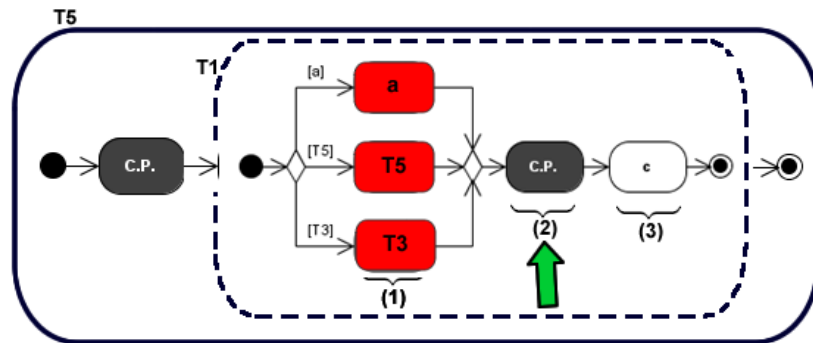 T5
T1
[a]
a
C.P.
[T5]
T5
C.P.
c
[T3]
T3
(1)
(2)
(3)